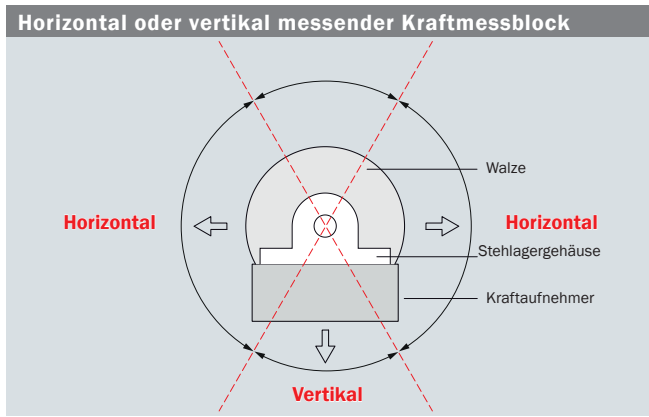 Horizontal oder vertikal messender Kraftmessblock
Walze
Horizontal
Horizontal
Stehlagergehäuse
Kraftaufnehmer
Vertikal